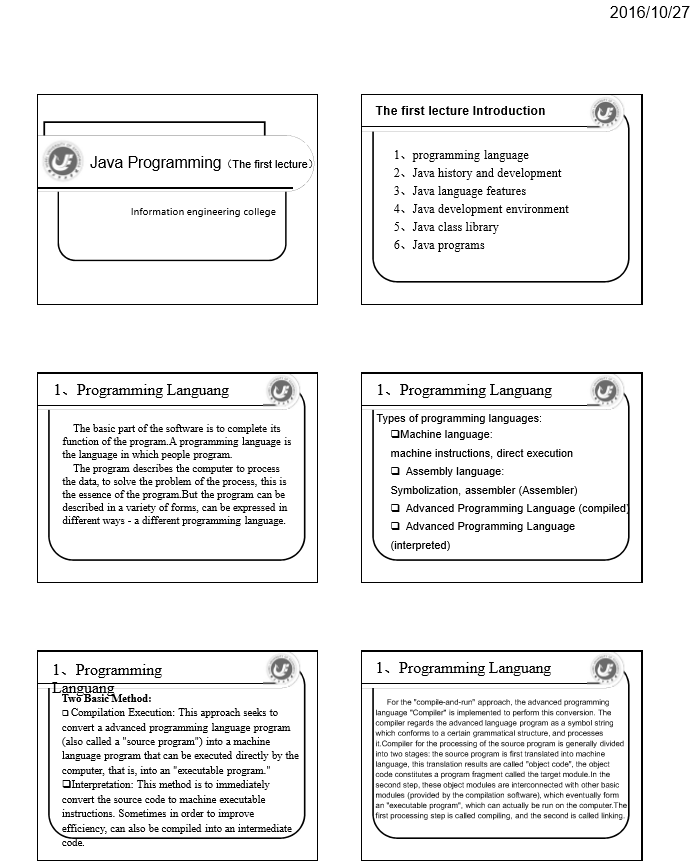 2016/10/27
Java Programming（The first lecture）
Information engineering college
The first lecture Introduction
1、programming language
2、Java history and development
3、Java language features
4、Java development environment
5、Java class library
6、Java programs
1、Programming Languang
The basic part of the software is to complete its
function of the program.A programming language is
the language in which people program.
The program describes the computer to process
the data, to solve the problem of the process, this is
the essence of the program.But the program can be
described in a variety of forms, can be expressed in
different ways - a different programming language.
1、Programming Languang
Types of programming languages:
❑Machine language:
machine instructions, direct execution
❑ Assembly language:
Symbolization, assembler (Assembler)
❑ Advanced Programming Language (compiled)
❑ Advanced Programming Language
(interpreted)
1、Programming
Languang
Two Basic Method:
❑ Compilation Execution: This approach seeks to
convert a advanced programming language program
(also called a "source program") into a machine
language program that can be executed directly by the
computer, that is, into an "executable program."
❑Interpretation: This method is to immediately
convert the source code to machine executable
instructions. Sometimes in order to improve
efficiency, can also be compiled into an intermediate
code.
1、Programming Languang
For the "compile-and-run" approach, the advanced programming
language "Compiler" is implemented to perform this conversion. The
compiler regards the advanced language program as a symbol string
which conforms to a certain grammatical structure, and processes
it.Compiler for the processing of the source program is generally divided
into two stages: the source program is first translated into machine
language, this translation results are called "object code", the object
code constitutes a program fragment called the target module.In the
second step, these object modules are interconnected with other basic
modules (provided by the compilation software), which eventually form
an "executable program", which can actually be run on the computer.The
first processing step is called compiling, and the second is called linking.